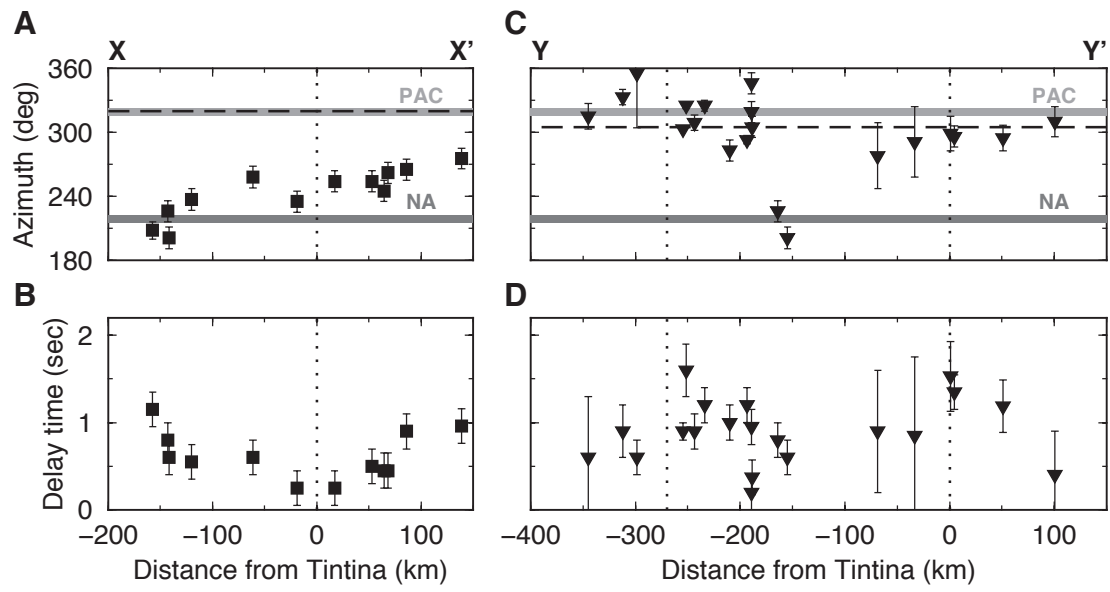 A
X X’
360
300
240
180
Azimuth (deg)
PAC
NA
C
Y Y’
PAC
NA
B
2
1
0
Delay time (sec)
−200 −100 0 100
Distance from Tintina (km)
D
−400 −300 −200 −100 0 100
Distance from Tintina (km)